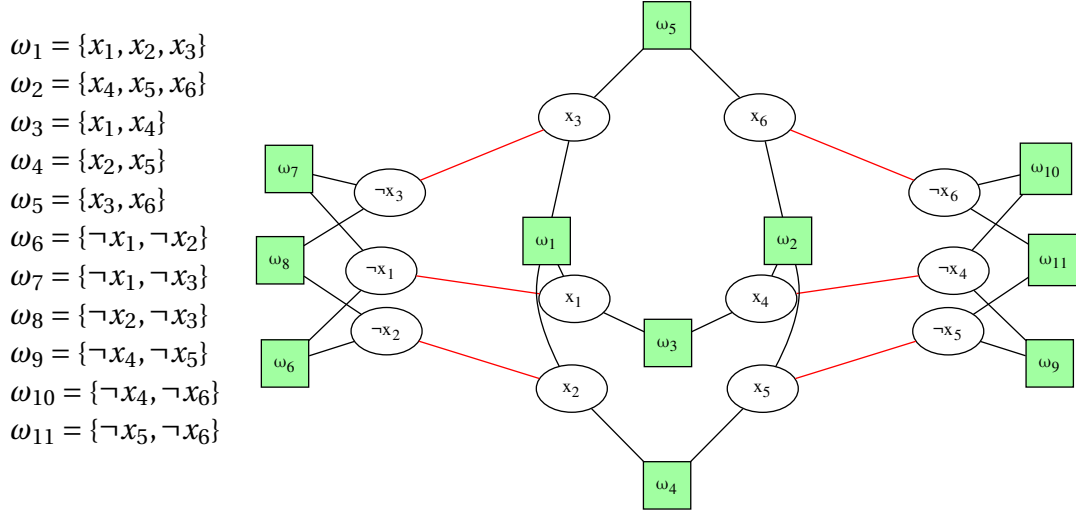 ω₁ = {x₁, x₂, x₃}
ω₂ = {x₄, x₅, x₆}
ω₃ = {x₁, x₄}
ω₄ = {x₂, x₅}
ω₅ = {x₃, x₆}
ω₆ = {¬x₁, ¬x₂}
ω₇ = {¬x₁, ¬x₃}
ω₈ = {¬x₂, ¬x₃}
ω₉ = {¬x₄, ¬x₅}
ω₁₀ = {¬x₄, ¬x₆}
ω₁₁ = {¬x₅, ¬x₆}
ω₅
x₃
x₆
ω₇
ω₁₀
¬x₃
¬x₆
ω₁
ω₂
ω₈
ω₁₁
¬x₁
¬x₄
x₁
x₄
¬x₂
¬x₅
ω₃
ω₆
ω₉
x₂
x₅
ω₄